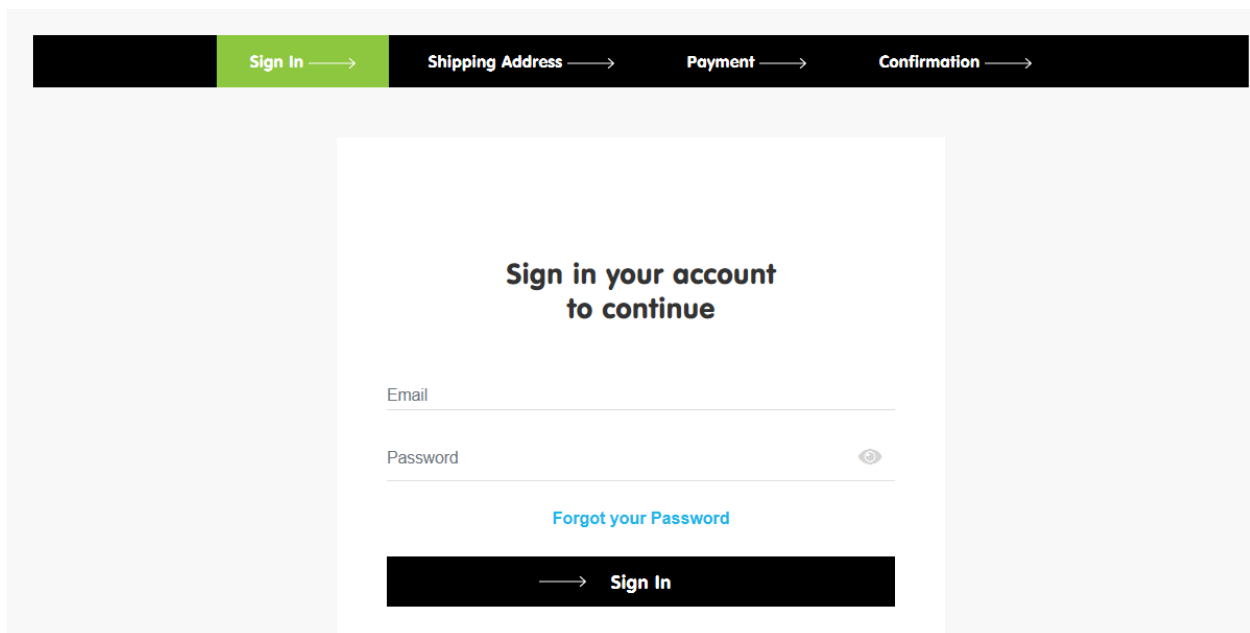 Sign In Shipping Address Payment Confirmation
Sign in your account
to continue
Email
Password
Forgot your Password
Sign In